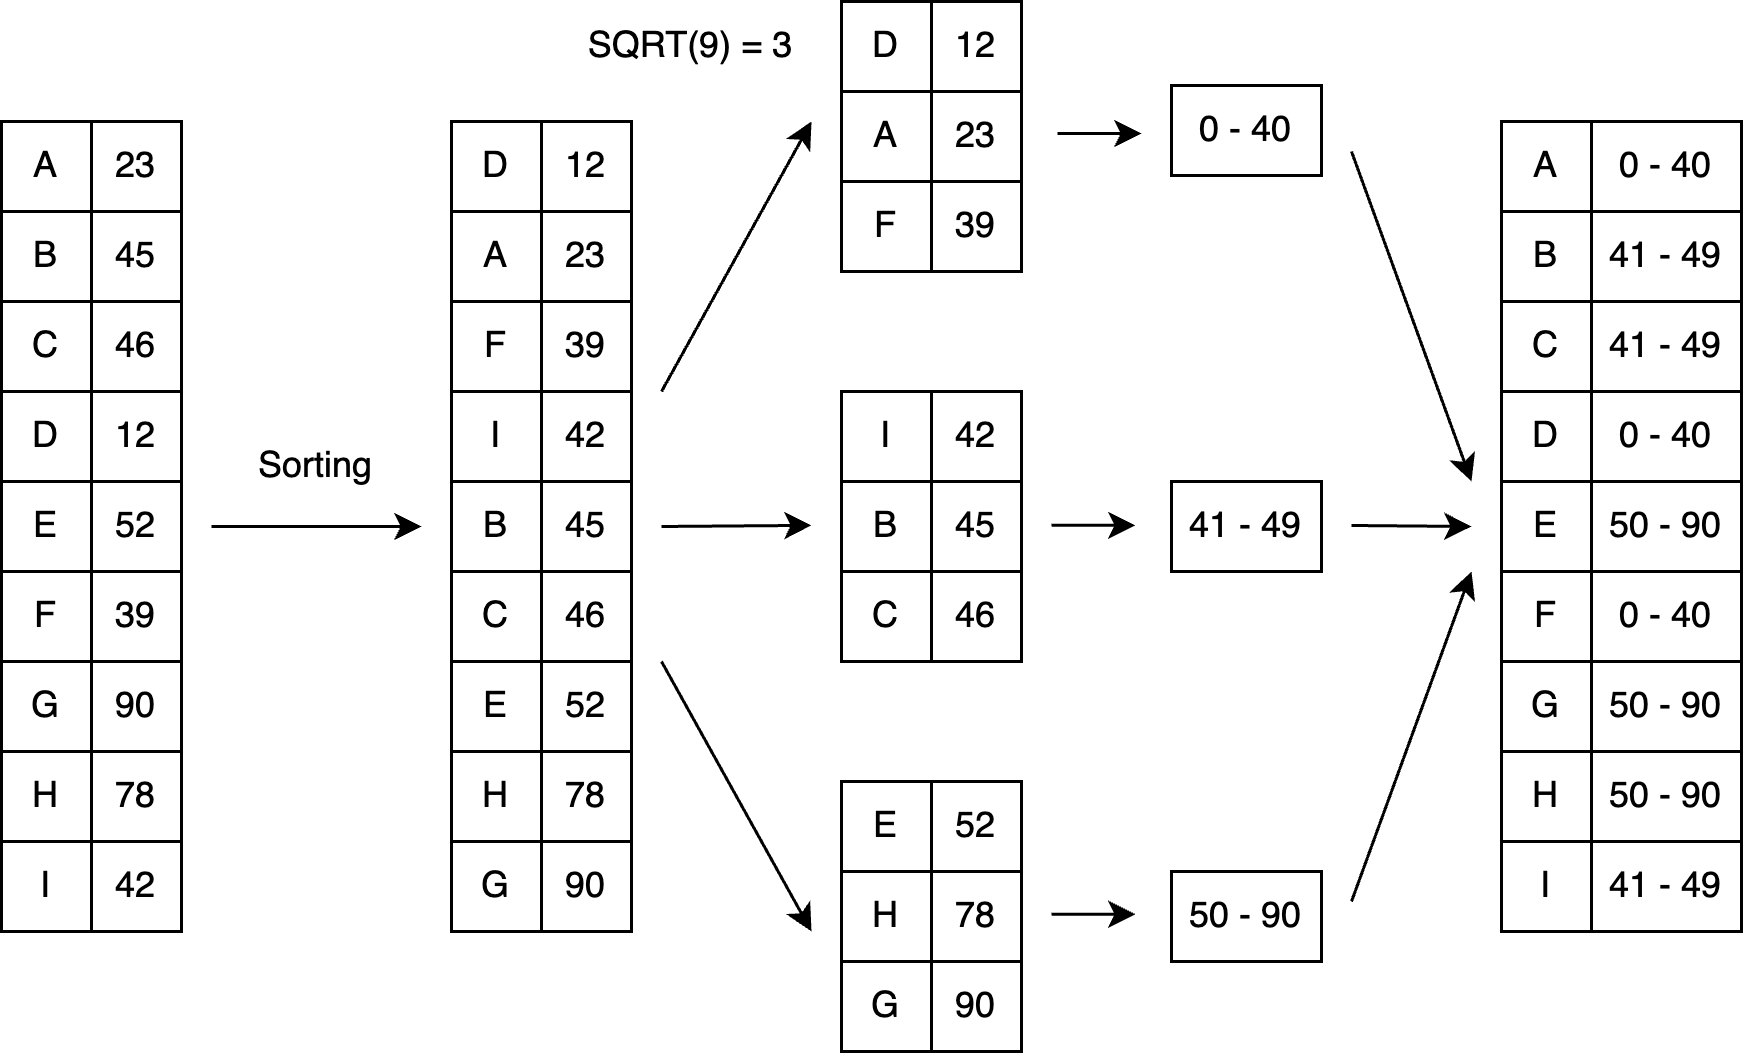 SQRT(9) = 3
A 23
B 45
C 46
D 12
E 52
F 39
G 90
H 78
I 42
Sorting
D 12
A 23
F 39
I 42
B 45
C 46
E 52
H 78
G 90
D 12
A 23
F 39
I 42
B 45
C 46
E 52
H 78
G 90
0 - 40
41 - 49
50 - 90
A 0 - 40
B 41 - 49
C 41 - 49
D 0 - 40
E 50 - 90
F 0 - 40
G 50 - 90
H 50 - 90
I 41 - 49